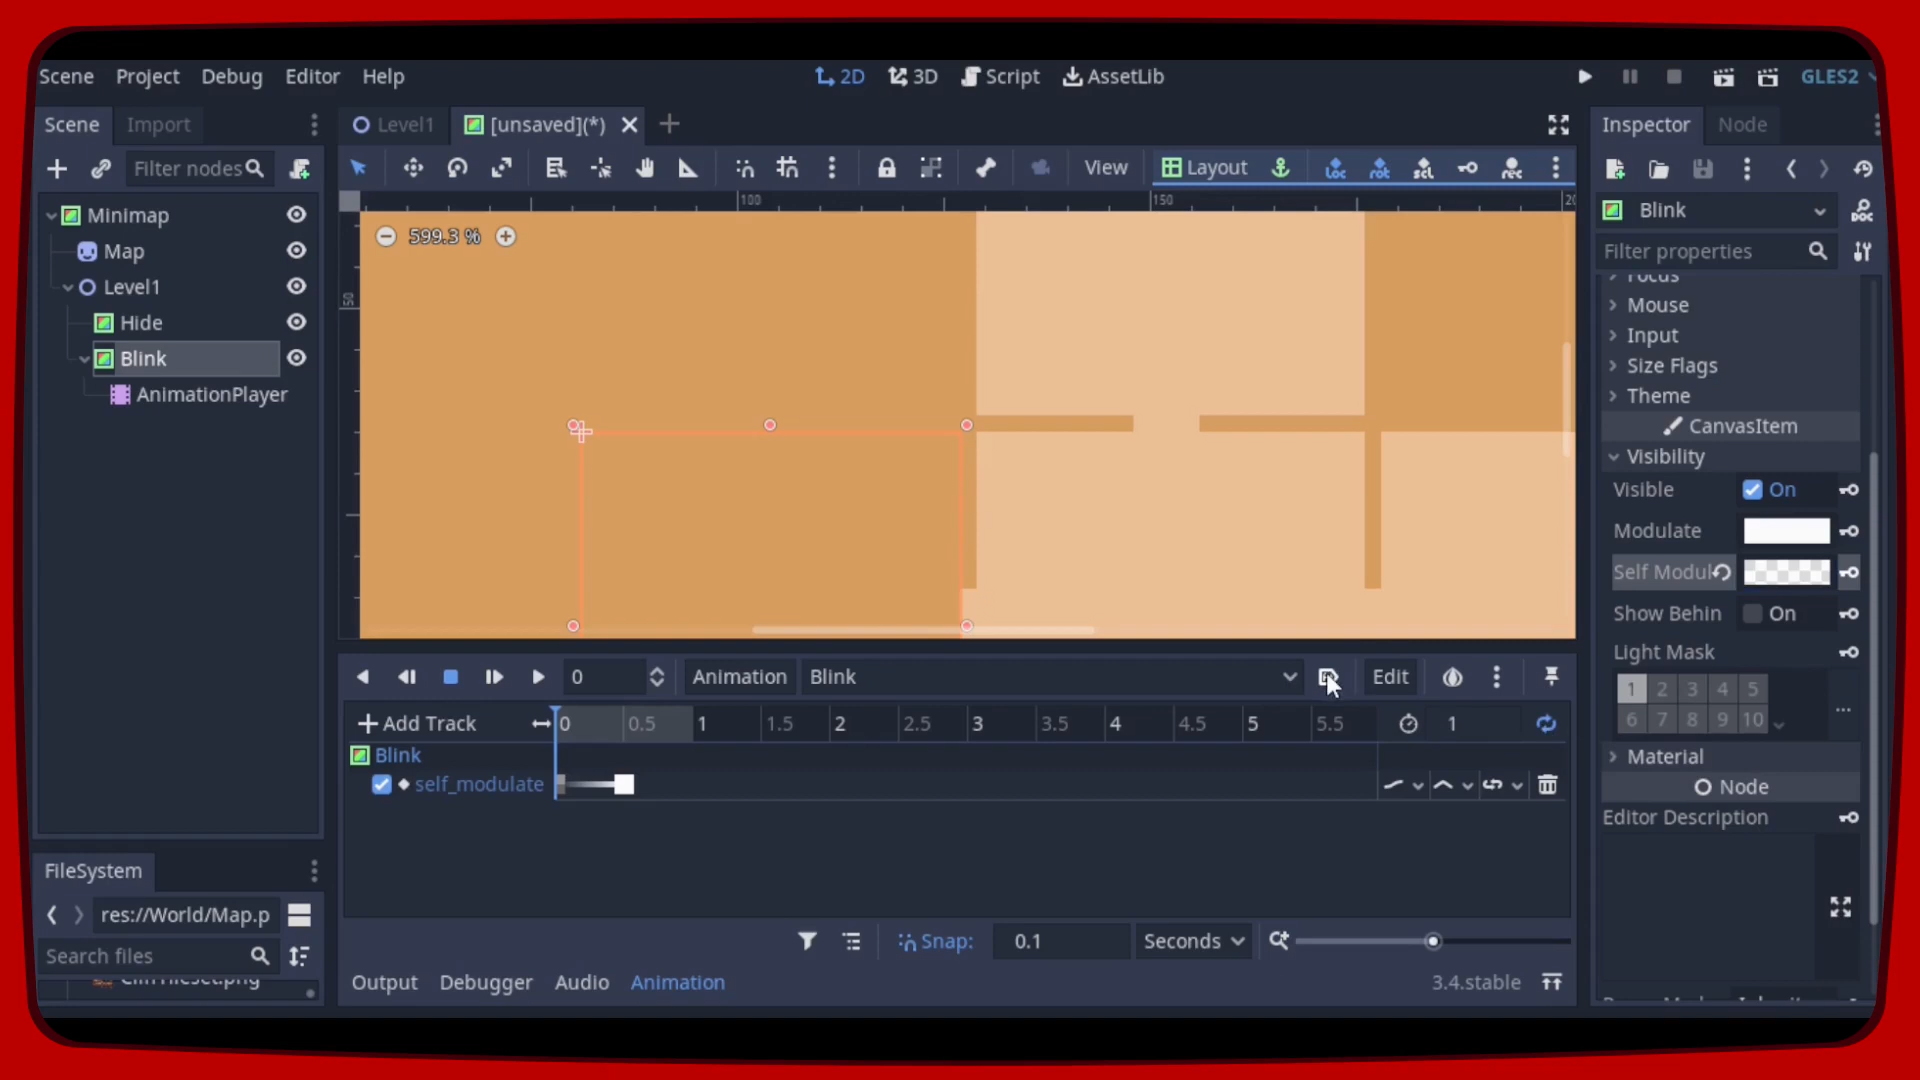 Scene Project Debug Editor Help
2D 3D Script AssetLib
GLES2
Scene Import
Level1 [unsaved](*)
Inspector Node
Filter nodes
View Layout
Blink
Filter properties
Minimap
Map
Level1
Hide
Blink
AnimationPlayer
100 150 20
50
599.3 %
Focus
Mouse
Input
Size Flags
Theme
CanvasItem
Visibility
Visible On
Modulate
Self Modul
Show Behin On
Light Mask
1 2 3 4 5
6 7 8 9 10
...
Material
Node
Editor Description
0 Animation Blink Edit
Add Track 0 0.5 1 1.5 2 2.5 3 3.5 4 4.5 5 5.5 1
Blink
self_modulate
FileSystem
res://World/Map.p
Search files
CliffTileSet.png
Snap: 0.1 Seconds
Output Debugger Audio Animation 3.4.stable